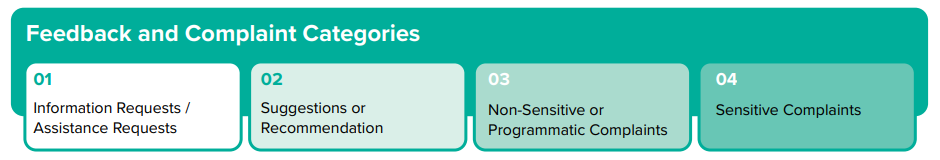 Feedback and Complaint Categories
01
Information Requests /
Assistance Requests
02
Suggestions or
Recommendation
03
Non-Sensitive or
Programmatic Complaints
04
Sensitive Complaints